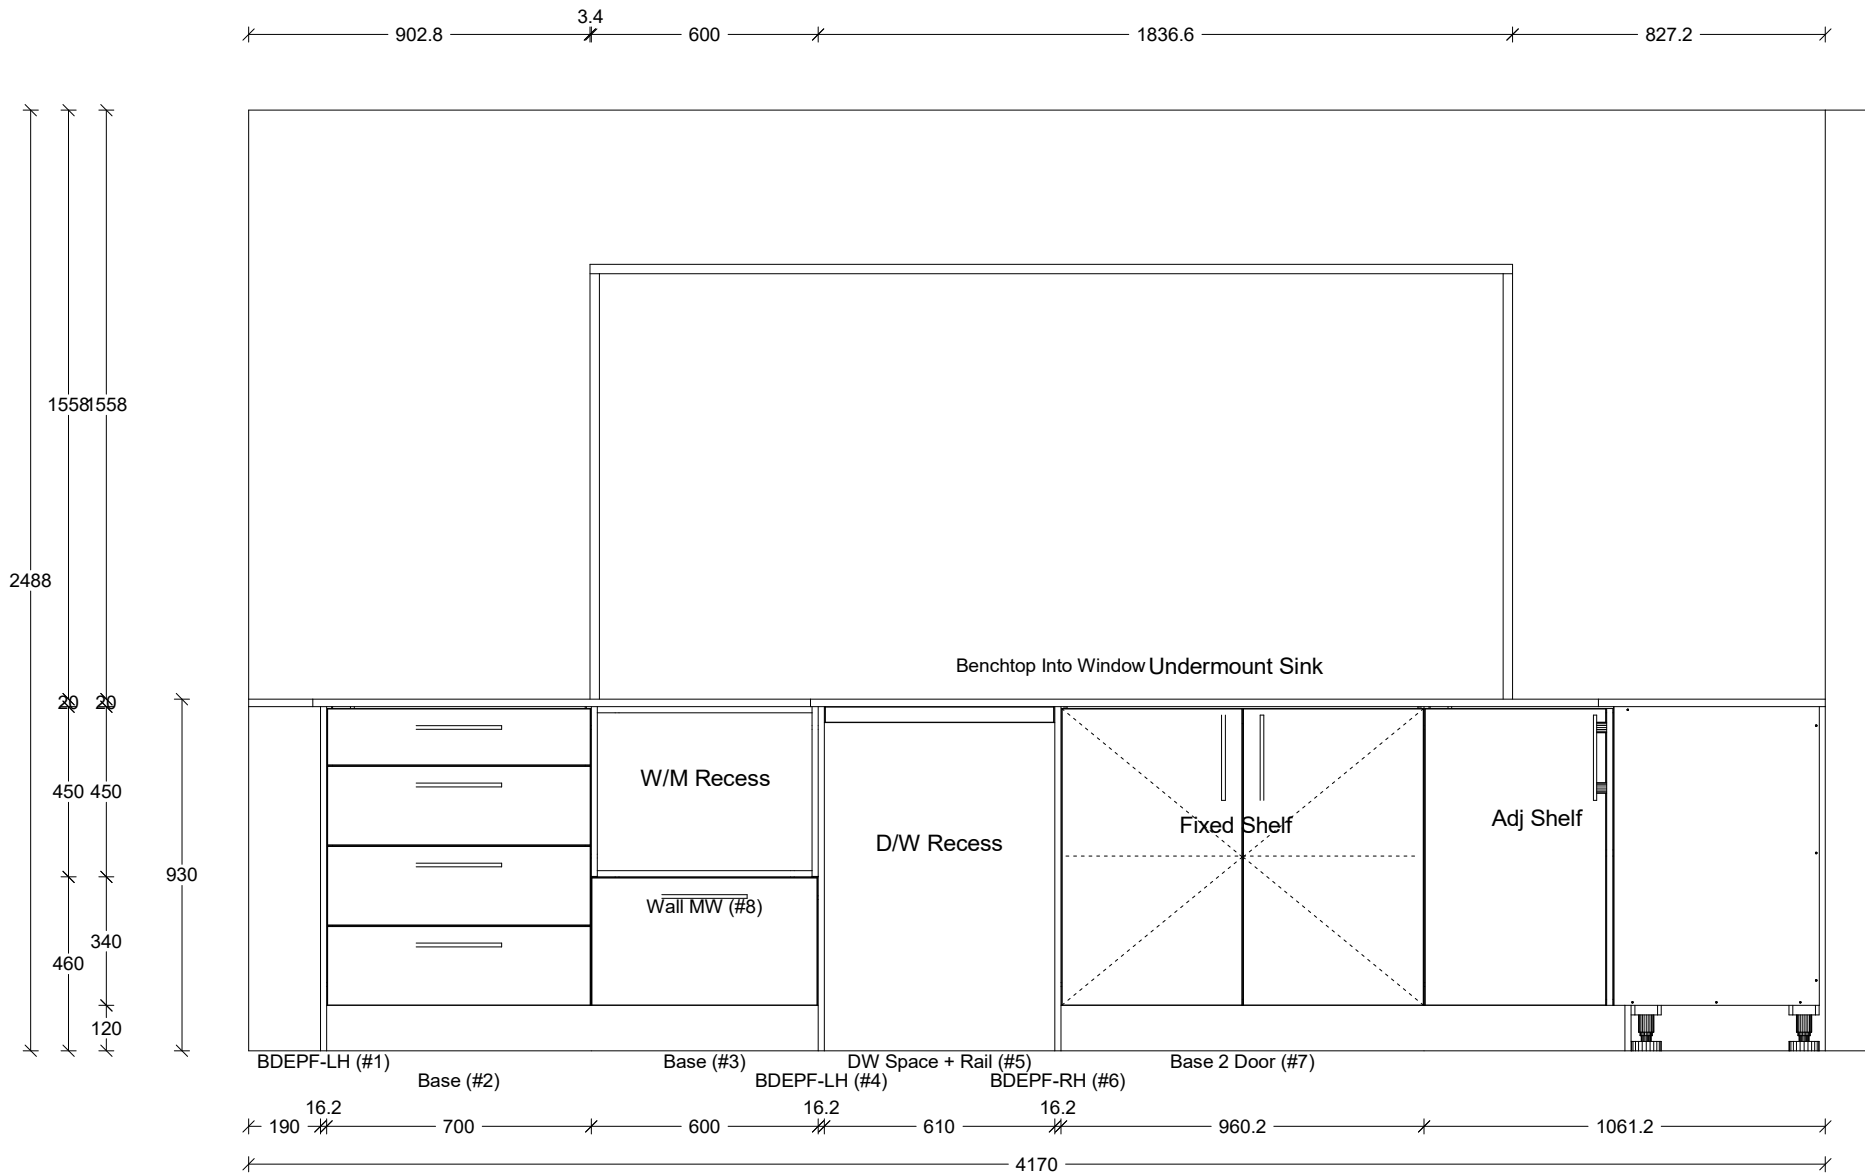 3.4
902.8 600 1836.6 827.2
1558 1558
2488
Benchtop Into Window Undermount Sink
20 20
W/M Recess
450 450
Adj Shelf
Fixed Shelf
D/W Recess
930
Wall MW (#8)
340
460
120
BDEPF-LH (#1) Base (#3) DW Space + Rail (#5) Base 2 Door (#7)
Base (#2) BDEPF-LH (#4) BDEPF-RH (#6)
16.2 16.2 16.2
190 700 600 610 960.2 1061.2
4170